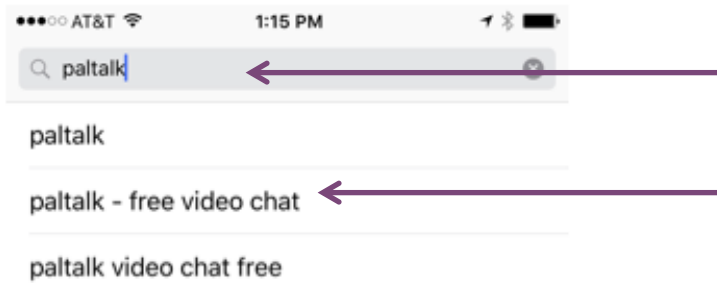 AT&T 1:15 PM
paltalk
paltalk
paltalk - free video chat
paltalk video chat free